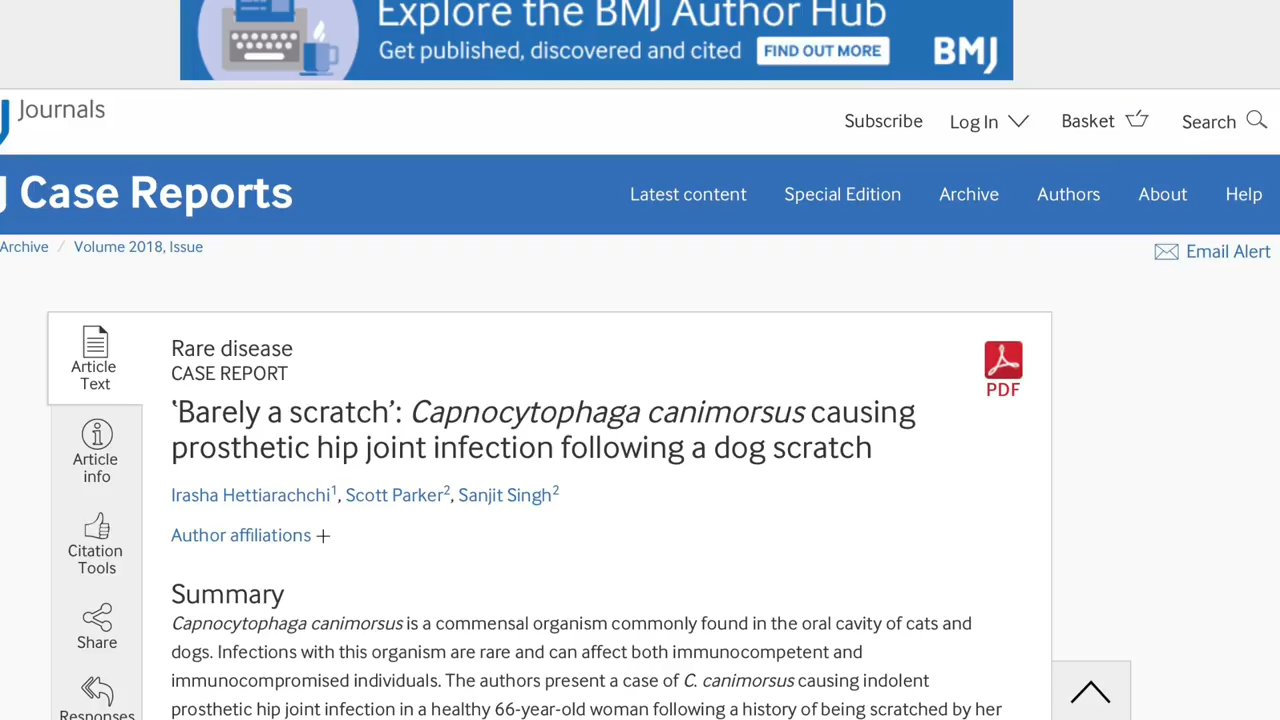 Explore the BMJ Author Hub
Get published, discovered and cited
FIND OUT MORE
BMJ
Journals
Subscribe
Log In
Basket
Search
J Case Reports
Latest content
Special Edition
Archive
Authors
About
Help
Archive / Volume 2018, Issue
Email Alert
Article
Text
Article
info
Citation
Tools
Share
Responses
Rare disease
CASE REPORT
PDF
‘Barely a scratch’: Capnocytophaga canimorsus causing
prosthetic hip joint infection following a dog scratch
Irasha Hettiarachchi1, Scott Parker2, Sanjit Singh2
Author affiliations +
Summary
Capnocytophaga canimorsus is a commensal organism commonly found in the oral cavity of cats and
dogs. Infections with this organism are rare and can affect both immunocompetent and
immunocompromised individuals. The authors present a case of C. canimorsus causing indolent
prosthetic hip joint infection in a healthy 66-year-old woman following a history of being scratched by her